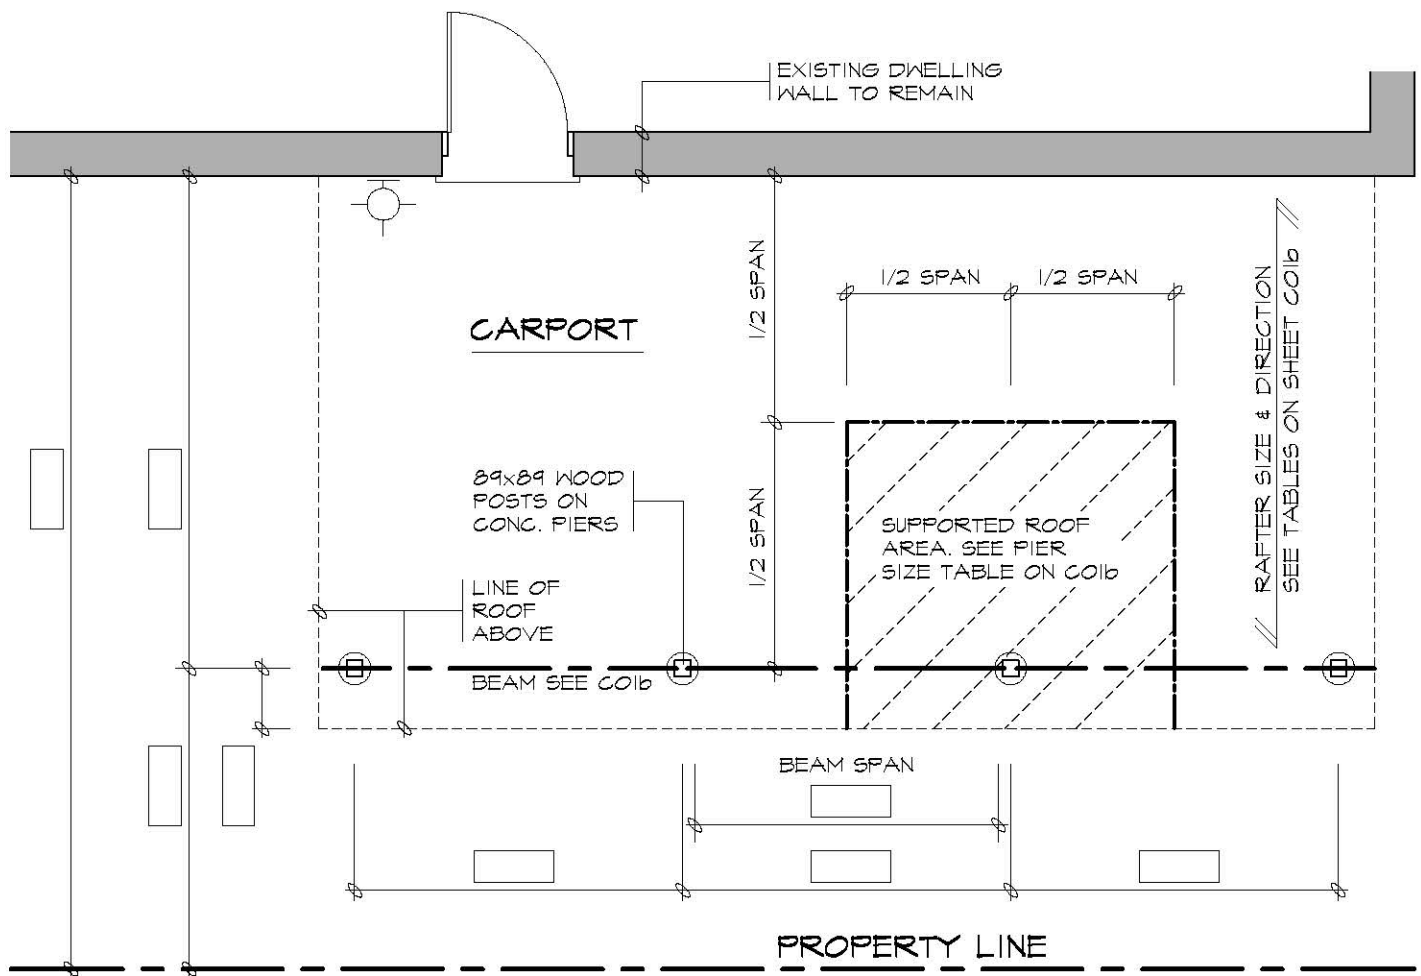 EXISTING DWELLING
WALL TO REMAIN
1/2 SPAN
1/2 SPAN
1/2 SPAN
CARPORT
RAFTER SIZE & DIRECTION
SEE TABLES ON SHEET C01b
89x89 WOOD
POSTS ON
CONC. PIERS
1/2 SPAN
SUPPORTED ROOF
AREA. SEE PIER
SIZE TABLE ON C01b
LINE OF
ROOF
ABOVE
BEAM SEE C01b
BEAM SPAN
PROPERTY LINE